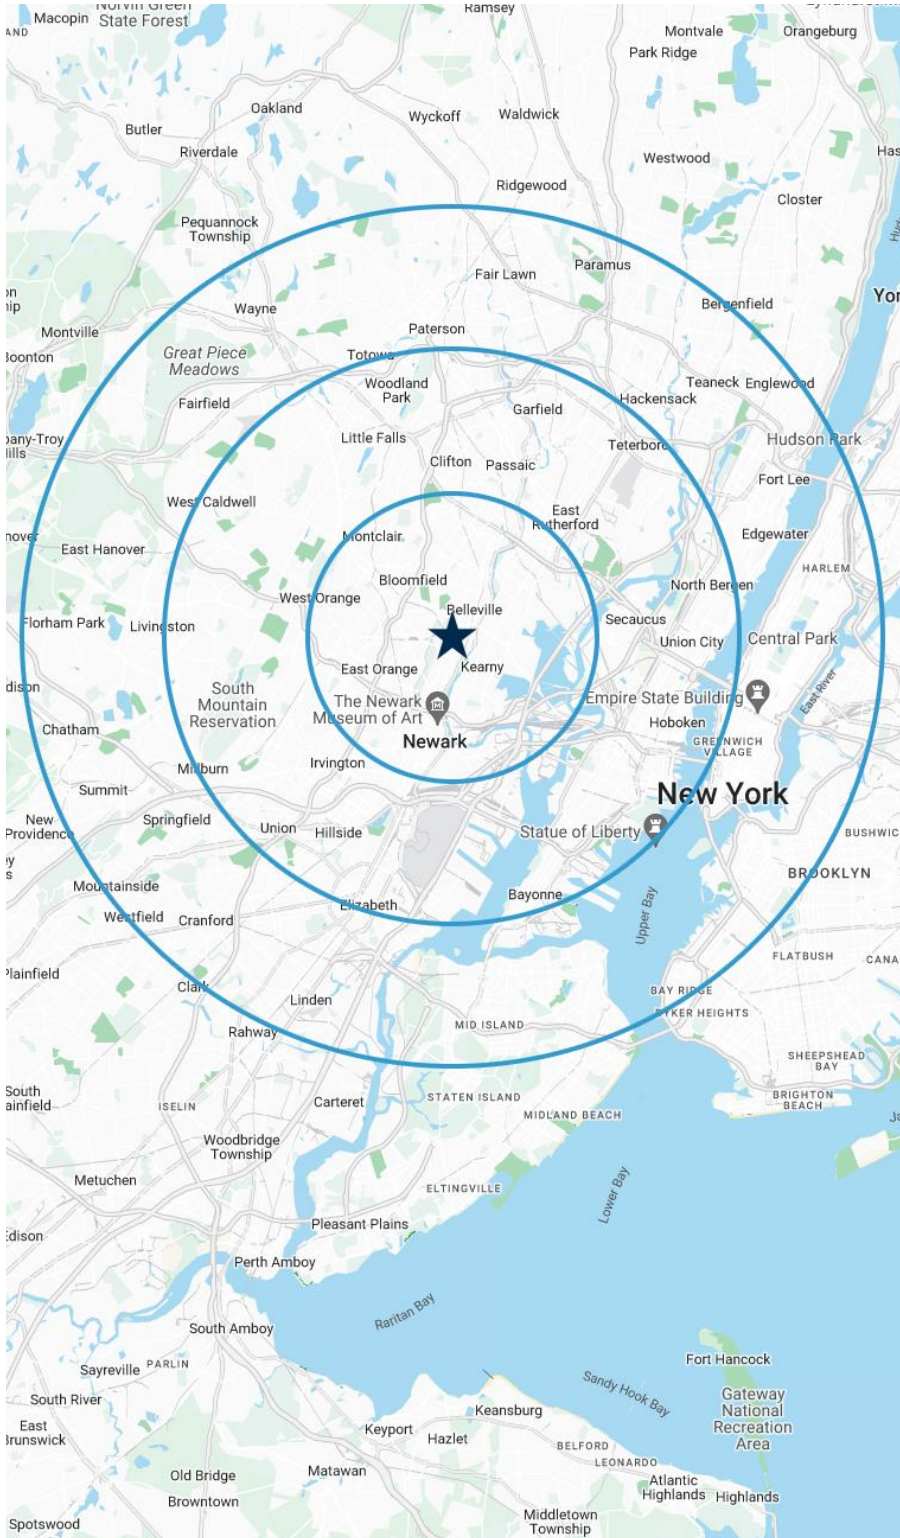 Norvin Green
State Forest
Ramsey
Macopin
Montvale
Orangeburg
Park Ridge
Oakland
Wyckoff
Waldwick
Butler
Riverdale
Westwood
Has
Ridgewood
Closter
Pequannock
Township
Paramus
Fair Lawn
Yor
Wayne
Bergenfield
Montville
Paterson
Great Piece
Meadows
Totowa
Boonton
Woodland
Park
Teaneck
Englewood
Hackensack
Fairfield
Garfield
Little Falls
Teterboro
Hudson Park
Clifton
Passaic
Fort Lee
West Caldwell
East
Rutherford
Montclair
Edgewater
East Hanover
HARLEM
Bloomfield
North Bergen
West Orange
Belleville
Florham Park
Livingston
Secaucus
Union City
Central Park
East Orange
Kearny
East River
South
Mountain
Reservation
The Newark
Museum of Art
Empire State Building
Hoboken
Chatham
Newark
GREENWICH
VILLAGE
Irvington
Millburn
Summit
New York
New
Providence
Springfield
Union
Hillside
Statue of Liberty
BUSHWIC
BROOKLYN
Mountainside
Bayonne
Elizabeth
Westfield
Cranford
Upper Bay
FLATBUSH
CANA
Plainfield
Clark
BAY RIDGE
Linden
DYKER HEIGHTS
MID ISLAND
Rahway
SHEEPSHEAD
BAY
South
ainfield
STATEN ISLAND
BRIGHTON
BEACH
Carteret
ISELIN
MIDLAND BEACH
Woodbridge
Township
Metuchen
ELTINGVILLE
Lower Bay
Pleasant Plains
Edison
Perth Amboy
Raritan Bay
South Amboy
Fort Hancock
Sayreville
PARLIN
Sandy Hook Bay
South River
Gateway
National
Recreation
Area
Keansburg
East
Brunswick
Keyport
Hazlet
BELFORD
LEONARDO
Old Bridge
Matawan
Atlantic
Highlands
Highlands
Browntown
Spotswood
Middletown
Township